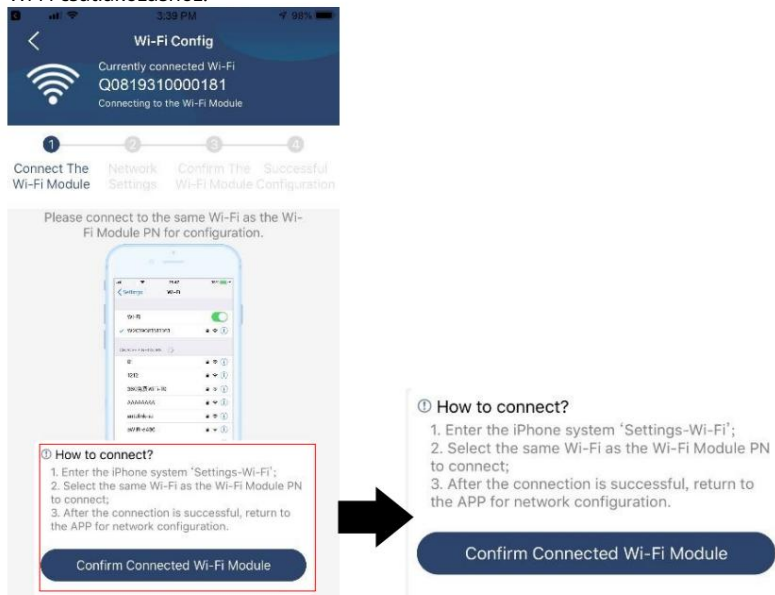 3:39 PM
98%
Wi-Fi Config
Currently connected Wi-Fi
Q0819310000181
Connecting to the Wi-Fi Module
1
2
3
4
Connect The
Wi-Fi Module
Network
Settings
Confirm The
Wi-Fi Module
Successful
Configuration
Please connect to the same Wi-Fi as the Wi-
Fi Module PN for configuration.
Settings
Wi-Fi
Wi-Fi
1212
AAAAAAAA
How to connect?
1. Enter the iPhone system ‘Settings-Wi-Fi’;
2. Select the same Wi-Fi as the Wi-Fi Module PN
to connect;
3. After the connection is successful, return to
the APP for network configuration.
Confirm Connected Wi-Fi Module
How to connect?
1. Enter the iPhone system ‘Settings-Wi-Fi’;
2. Select the same Wi-Fi as the Wi-Fi Module PN
to connect;
3. After the connection is successful, return to
the APP for network configuration.
Confirm Connected Wi-Fi Module